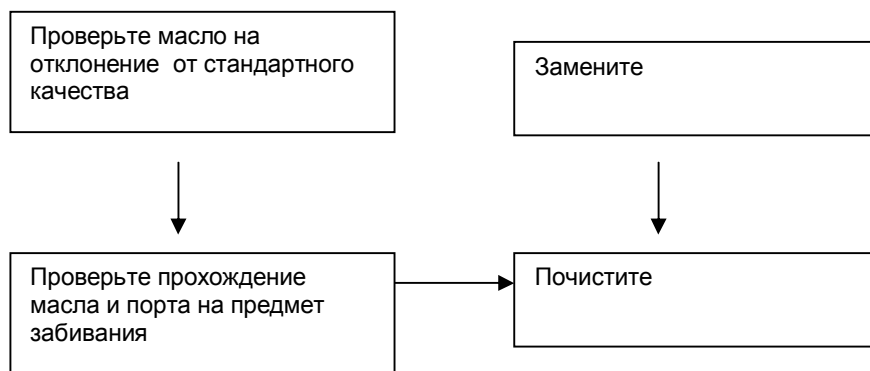 Проверьте масло на
отклонение от стандартного
качества
Замените
Проверьте прохождение
масла и порта на предмет
забивания
Почистите